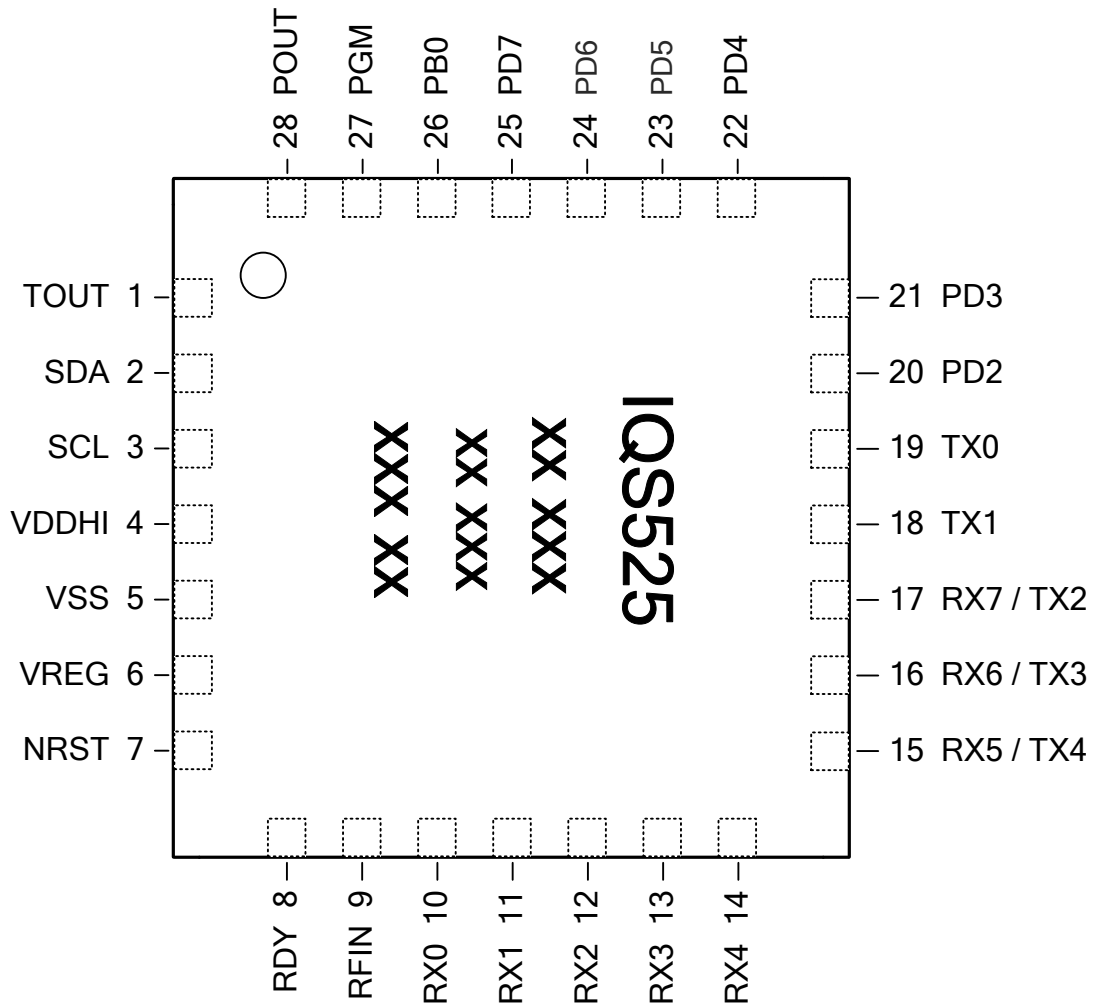 28 POUT
27 PGM
26 PB0
25 PD7
24 PD6
23 PD5
22 PD4
TOUT 1
SDA 2
SCL 3
VDDHI 4
VSS 5
VREG 6
NRST 7
IQS525
XXX XX XX
XXX XX
XX XXX
21 PD3
20 PD2
19 TX0
18 TX1
17 RX7 / TX2
16 RX6 / TX3
15 RX5 / TX4
RDY 8
RFIN 9
RX0 10
RX1 11
RX2 12
RX3 13
RX4 14